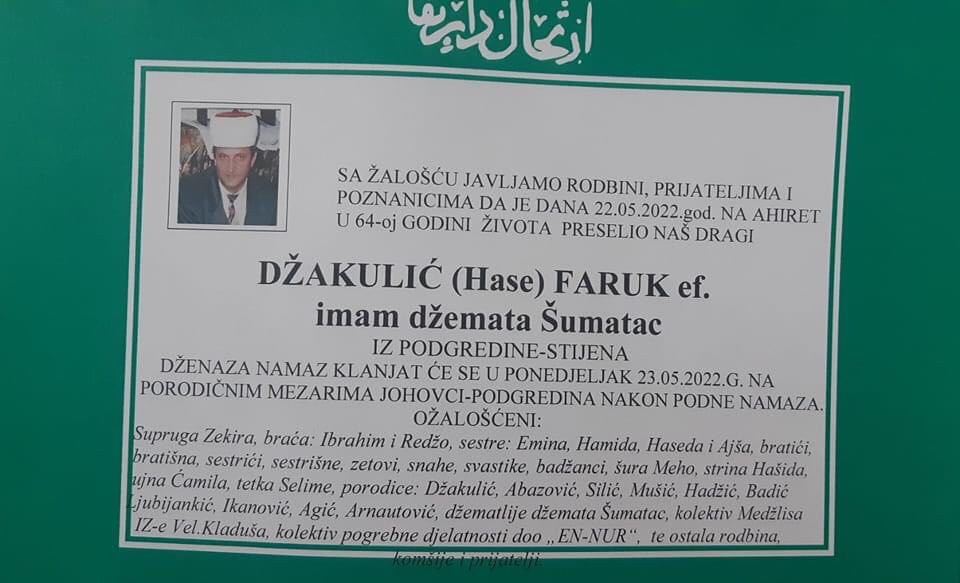 SA ŽALOŠĆU JAVLJAMO RODBINI, PRIJATELJIMA I
POZNANICIMA DA JE DANA 22.05.2022.god. NA AHIRET
U 64-oj GODINI ŽIVOTA PRESELIO NAŠ DRAGI
DŽAKULIĆ (Hase) FARUK ef.
imam džemata Šumatac
IZ PODGREDINE-STIJENA
DŽENAZA NAMAZ KLANJAT ĆE SE U PONEDJELJAK 23.05.2022.G. NA
PORODIČNIM MEZARIMA JOHOVCI-PODGREDINA NAKON PODNE NAMAZA.
OŽALOŠĆENI:
Supruga Zekira, braća: Ibrahim i Redžo, sestre: Emina, Hamida, Haseda i Ajša, bratići,
bratišna, sestrići, sestrišne, zetovi, snahe, svastike, badžanci, šura Meho, strina Hašida,
ujna Ćamila, tetka Selime, porodice: Džakulić, Abazović, Silić, Mušić, Hadžić, Badić
Ljubijankić, Ikanović, Agić, Arnautović, džematlije džemata Šumatac, kolektiv Medžlisa
IZ-e Vel.Kladuša, kolektiv pogrebne djelatnosti doo „EN-NUR“, te ostala rodbina,
komšije i prijatelji.